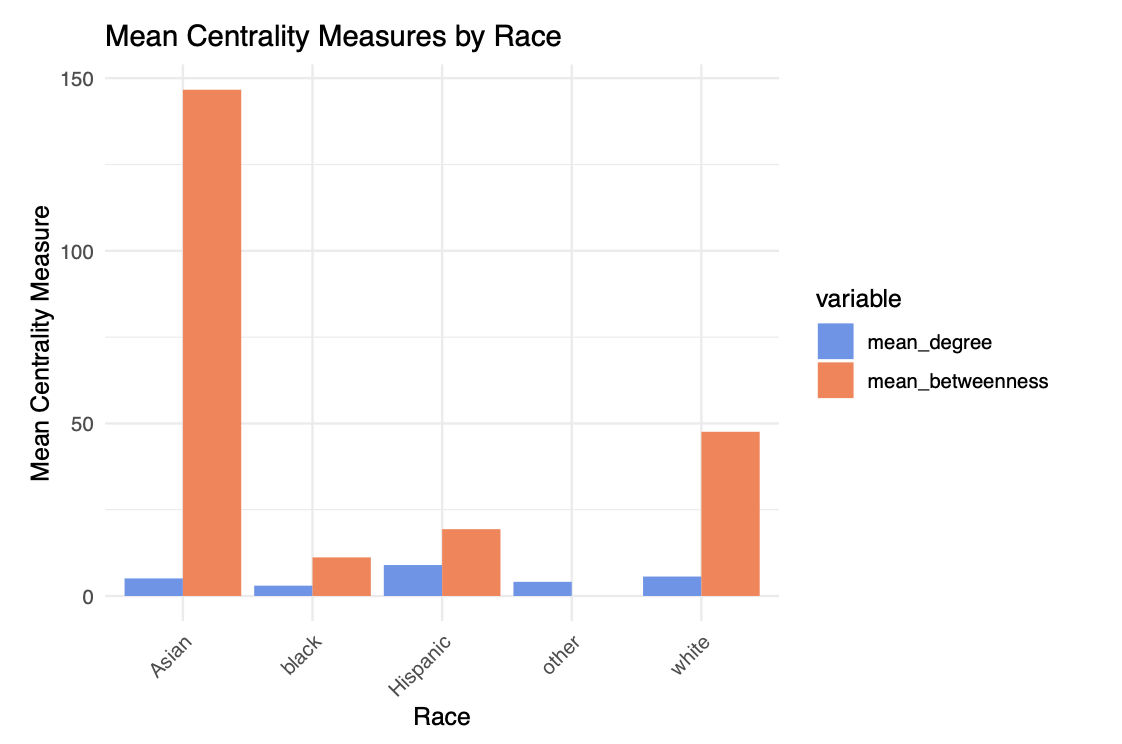 Mean Centrality Measures by Race
150
100
50
0
Mean Centrality Measure
Asian
black
Hispanic
other
white
Race
variable
mean_degree
mean_betweenness